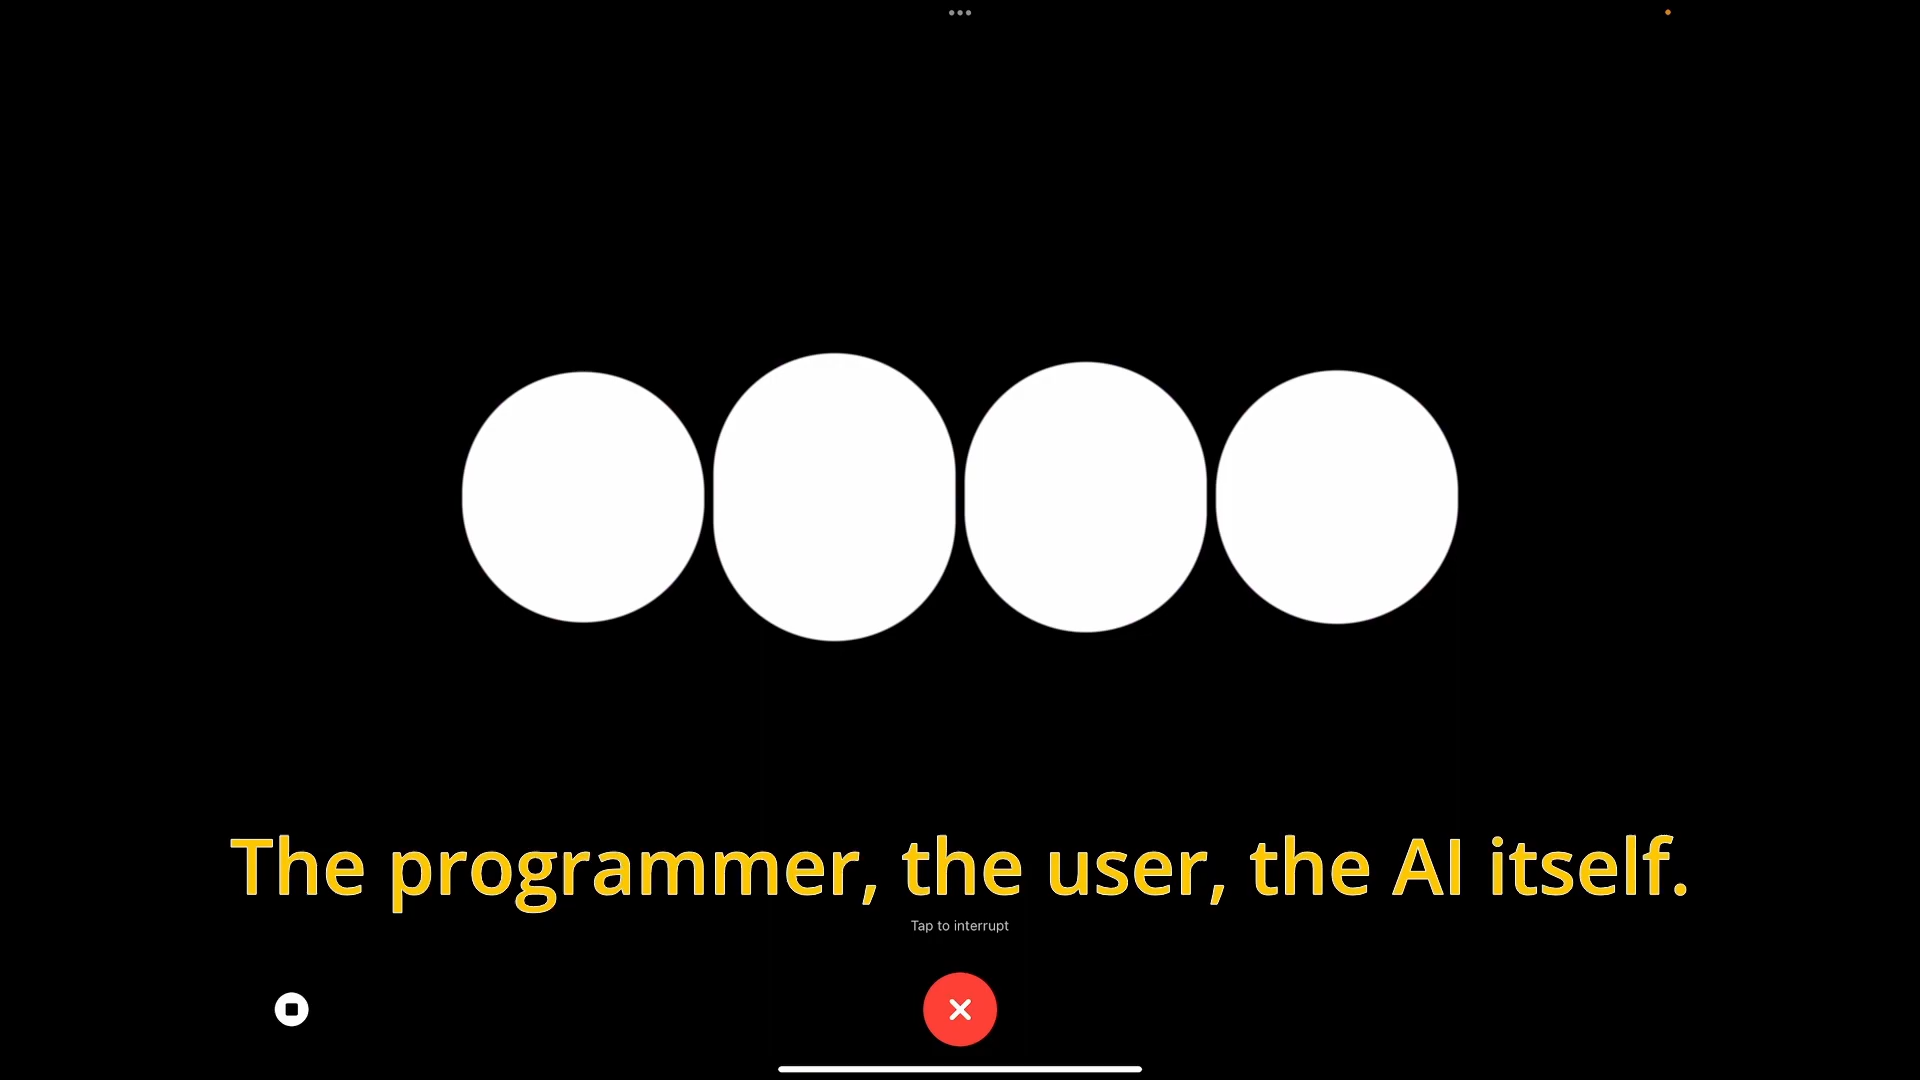 The programmer, the user, the AI itself.
Tap to interrupt